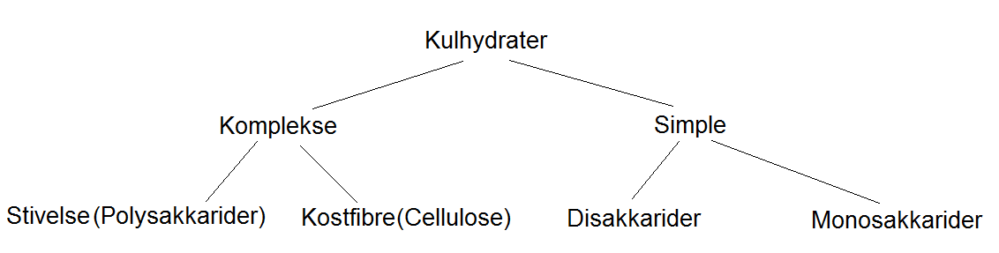 Kulhydrater
Komplekse
Simple
Stivelse(Polysakkarider)
Kostfibre(Cellulose)
Disakkarider
Monosakkarider